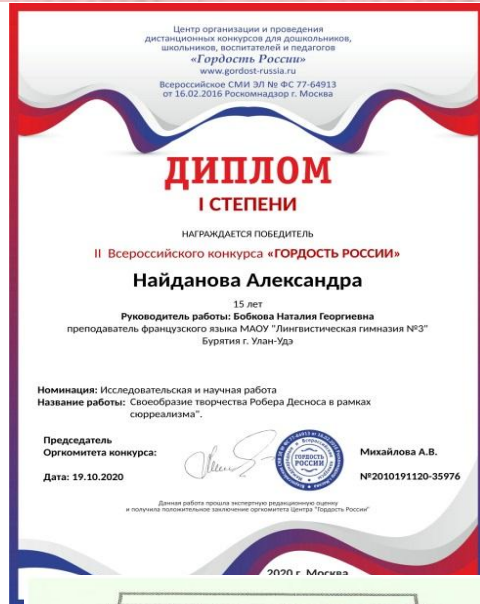 Центр организации и проведения
дистанционных конкурсов для дошкольников,
школьников, воспитателей и педагогов
«Гордость России»
www.gordost-russia.ru
Всероссийское СМИ ЭЛ № ФС 77-64913
от 16.02.2016 Роскомнадзор г. Москва
ДИПЛОМ
I СТЕПЕНИ
НАГРАЖДАЕТСЯ ПОБЕДИТЕЛЬ
II Всероссийского конкурса «ГОРДОСТЬ РОССИИ»
Найданова Александра
15 лет
Руководитель работы: Бобкова Наталия Георгиевна
преподаватель французского языка МАОУ "Лингвистическая гимназия №3"
Бурятия г. Улан-Удэ
Номинация: Исследовательская и научная работа
Название работы: Своеобразие творчества Робера Десноса в рамках
сюрреализма".
Председатель
Оргкомитета конкурса:
ГОРДОСТЬ
РОССИИ
Михайлова А.В.
Дата: 19.10.2020
№2010191120-35976
Данная работа прошла экспертную редакционную оценку
и получила положительное заключение оргкомитета Центра "Гордость России"
2020 г. Москва